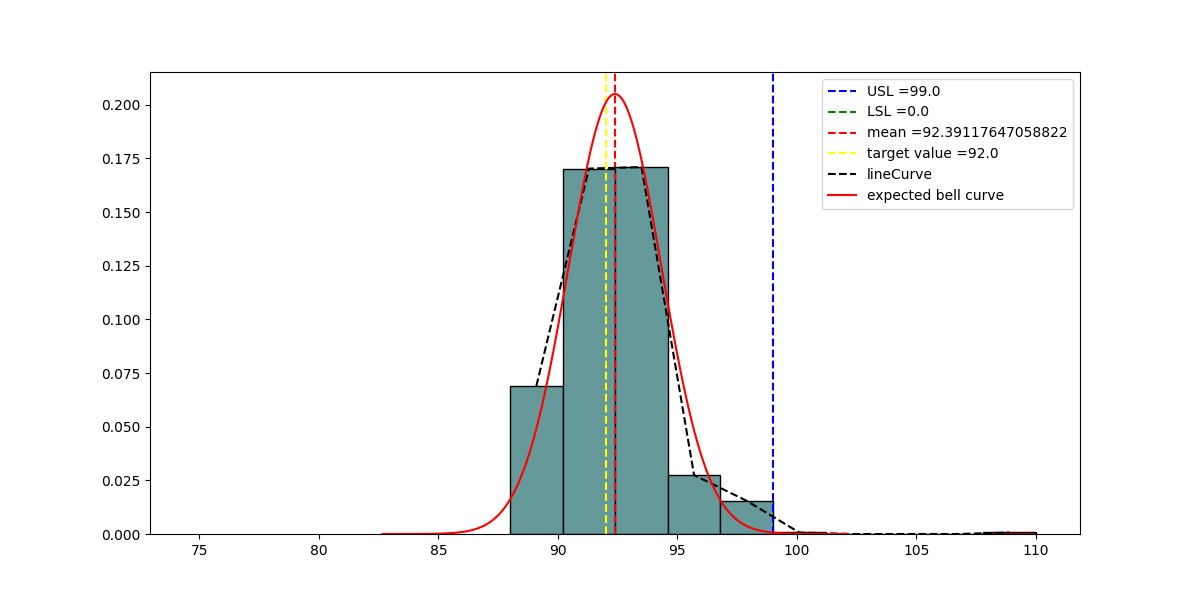 0.200
0.175
0.150
0.125
0.100
0.075
0.050
0.025
0.000
75 80 85 90 95 100 105 110
USL =99.0
LSL =0.0
mean =92.39117647058822
target value =92.0
lineCurve
expected bell curve